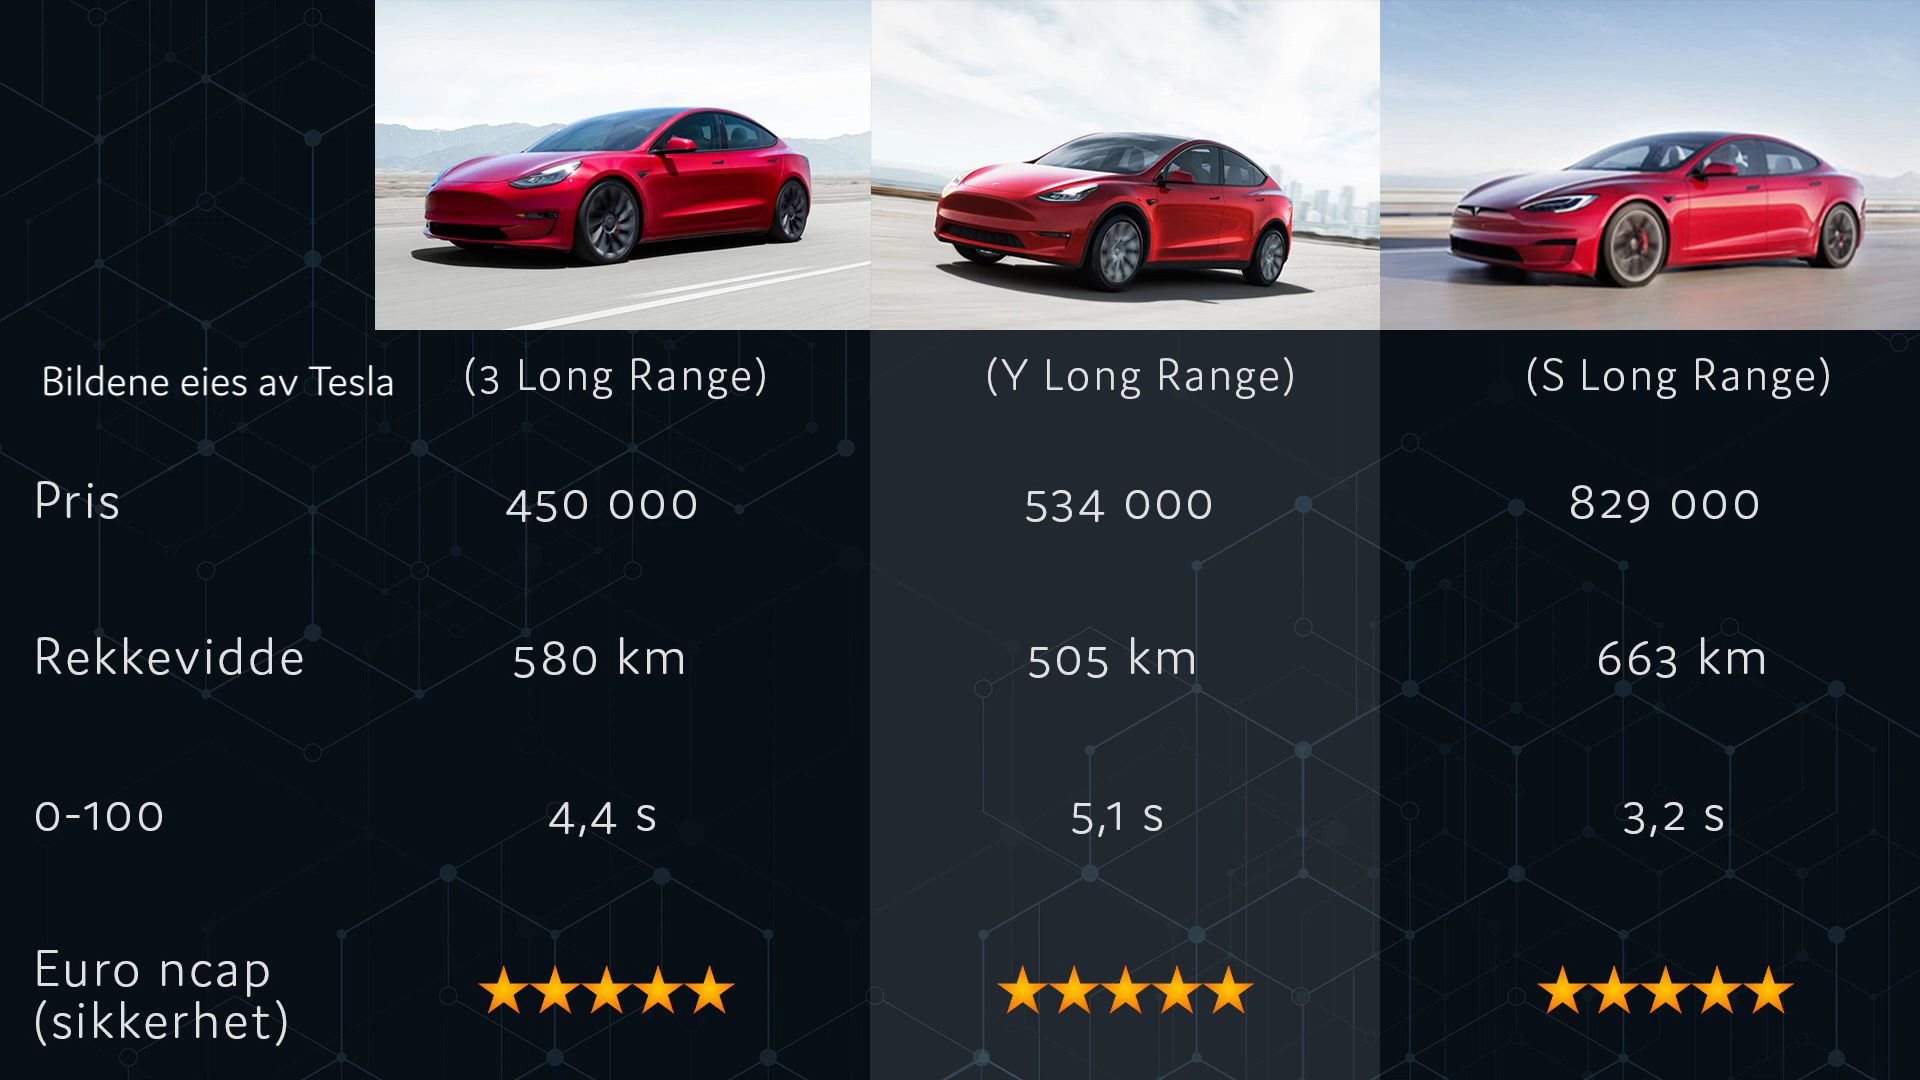 Bildene eies av Tesla
(3 Long Range)
(Y Long Range)
(S Long Range)
Pris
450 000
534 000
829 000
Rekkevidde
580 km
505 km
663 km
0-100
4,4 s
5,1 s
3,2 s
Euro ncap
(sikkerhet)